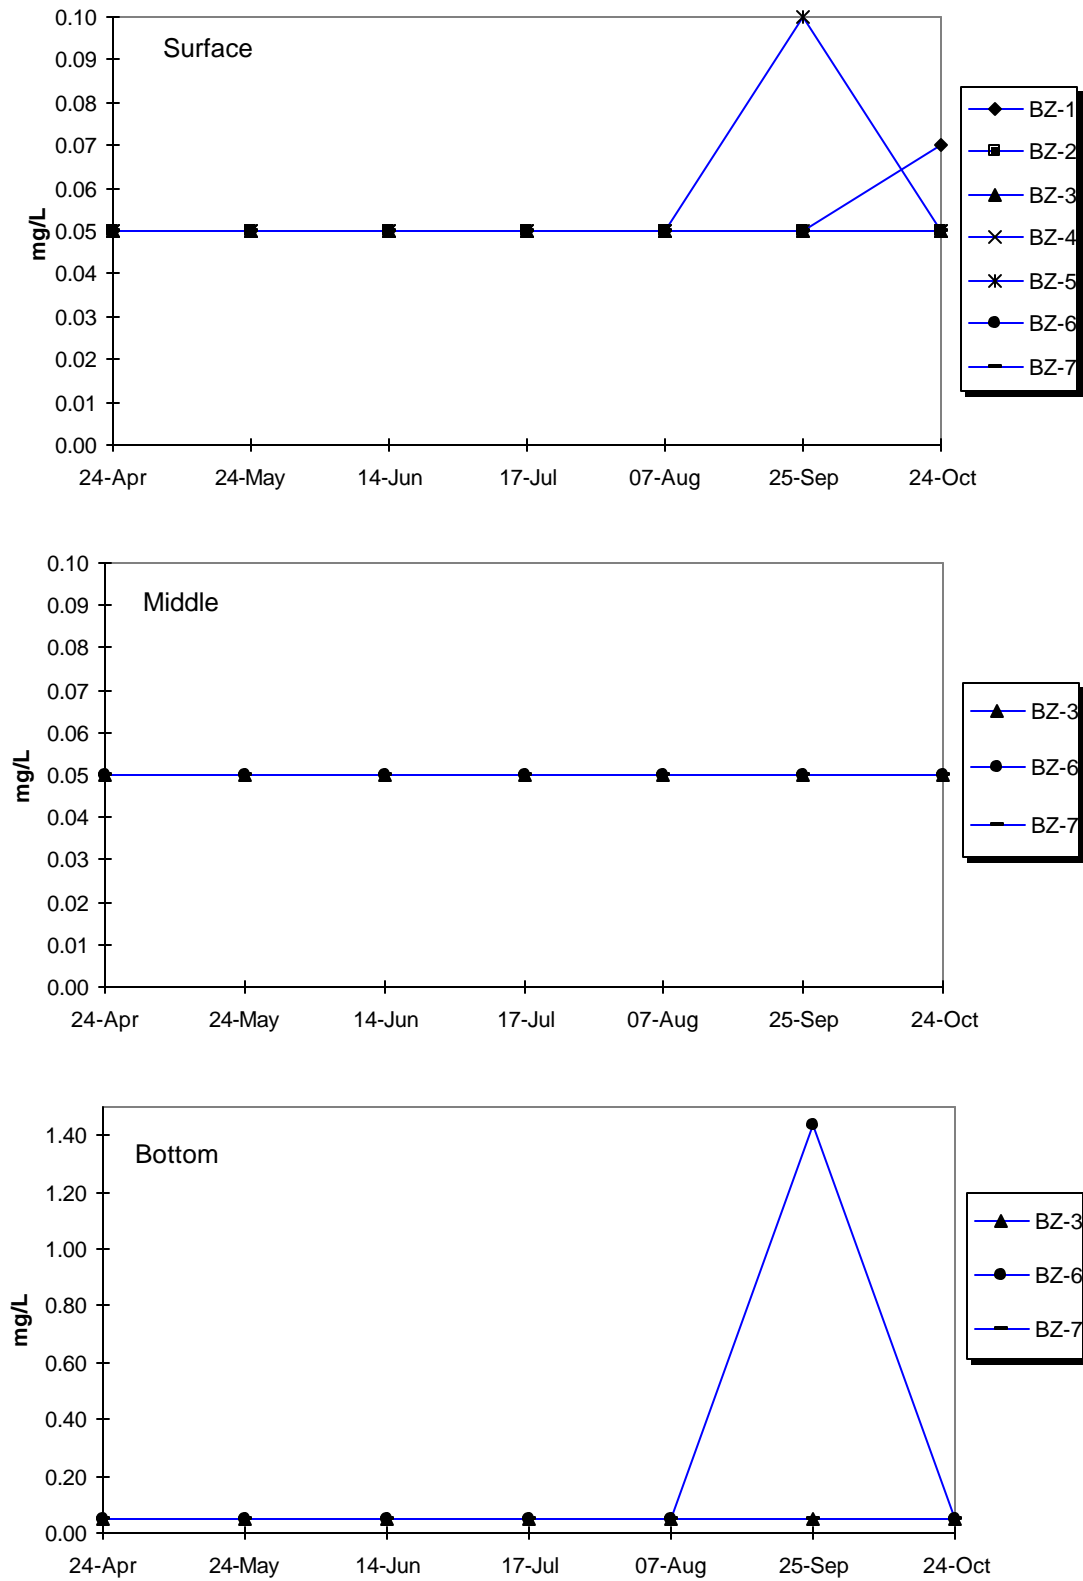 Surface
mg/L
0.10
0.09
0.08
0.07
0.06
0.05
0.04
0.03
0.02
0.01
0.00
24-Apr 24-May 14-Jun 17-Jul 07-Aug 25-Sep 24-Oct
BZ-1
BZ-2
BZ-3
BZ-4
BZ-5
BZ-6
BZ-7
Middle
mg/L
0.10
0.09
0.08
0.07
0.06
0.05
0.04
0.03
0.02
0.01
0.00
24-Apr 24-May 14-Jun 17-Jul 07-Aug 25-Sep 24-Oct
BZ-3
BZ-6
BZ-7
Bottom
mg/L
1.40
1.20
1.00
0.80
0.60
0.40
0.20
0.00
24-Apr 24-May 14-Jun 17-Jul 07-Aug 25-Sep 24-Oct
BZ-3
BZ-6
BZ-7